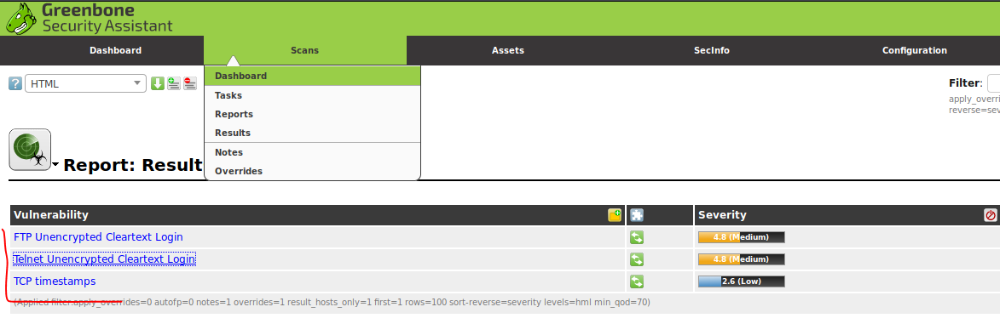 Greenbone
Security Assistant
Dashboard Scans Assets SecInfo Configuration
Dashboard
Tasks
Reports
Results
Notes
Overrides
? HTML
Filter:
apply_overri
reverse=sev
Report: Result
Vulnerability Severity
FTP Unencrypted Cleartext Login 4.8 (Medium)
Telnet Unencrypted Cleartext Login 4.8 (Medium)
TCP timestamps 2.6 (Low)
(Applied filter:apply_overrides=0 autofp=0 notes=1 overrides=1 result_hosts_only=1 first=1 rows=100 sort-reverse=severity levels=hml min_qod=70)